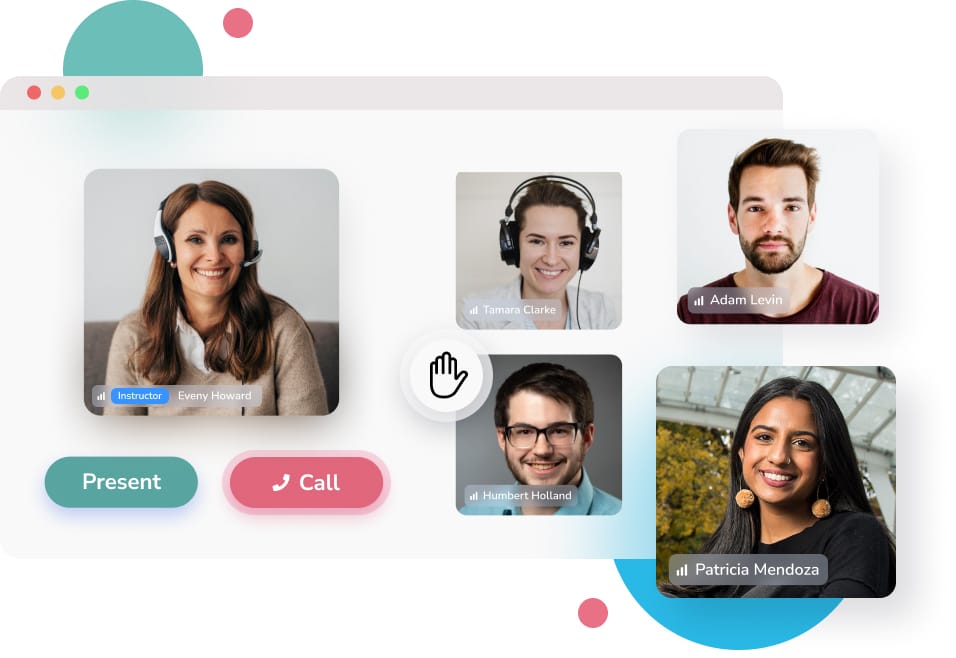 Tamara Clarke
Adam Levin
Instructor Eveny Howard
Present
Call
Humbert Holland
Patricia Mendoza